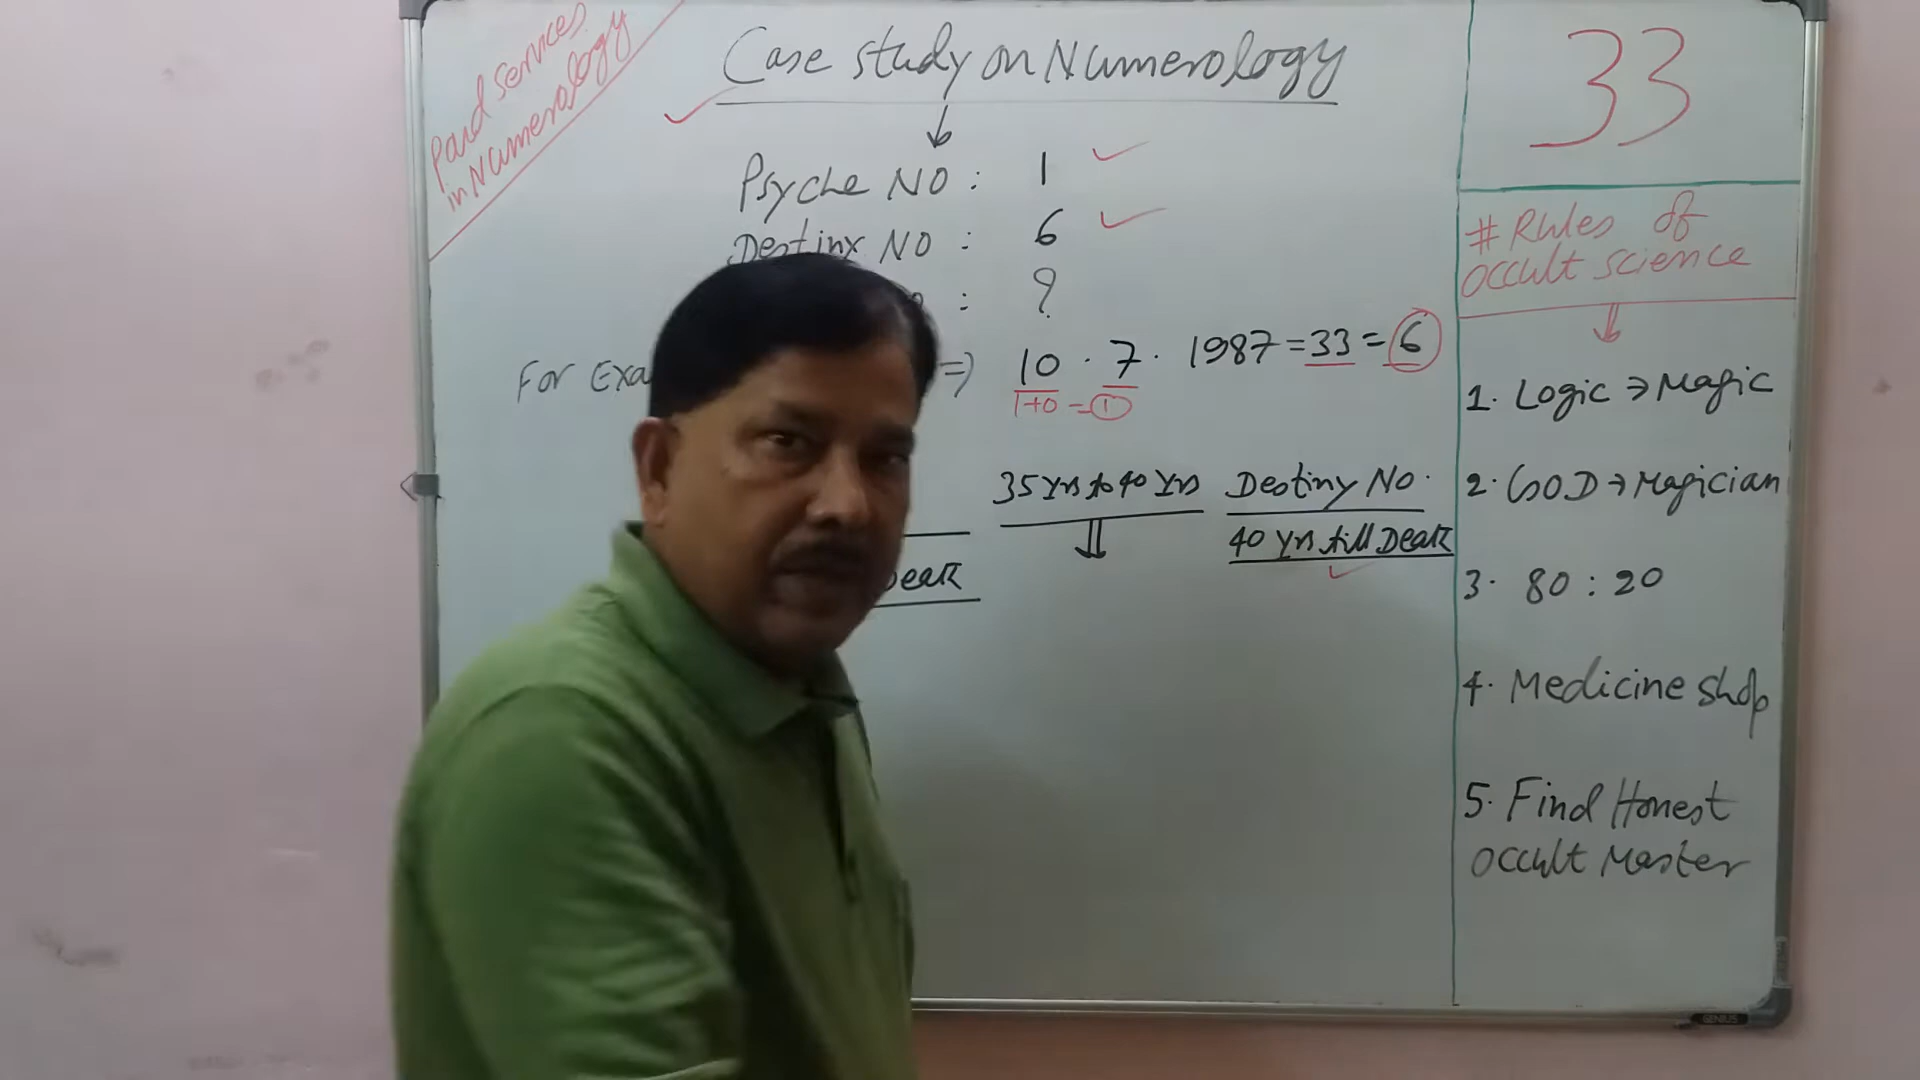 Paid services
in Numerology
Case study on Numerology
Psyche NO : 1
Destiny NO : 6
: ?
For Exa => 10 . 7 . 1987 = 33 = 6
1+0 = 1
35 yrs to 40 yrs
Destiny No.
40 yrs till Death
33
# Rules of
occult science
1. Logic → Magic
2. GOD → Magician
3. 80 : 20
4. Medicine shop
5. Find Honest
occult Master
GENIUS